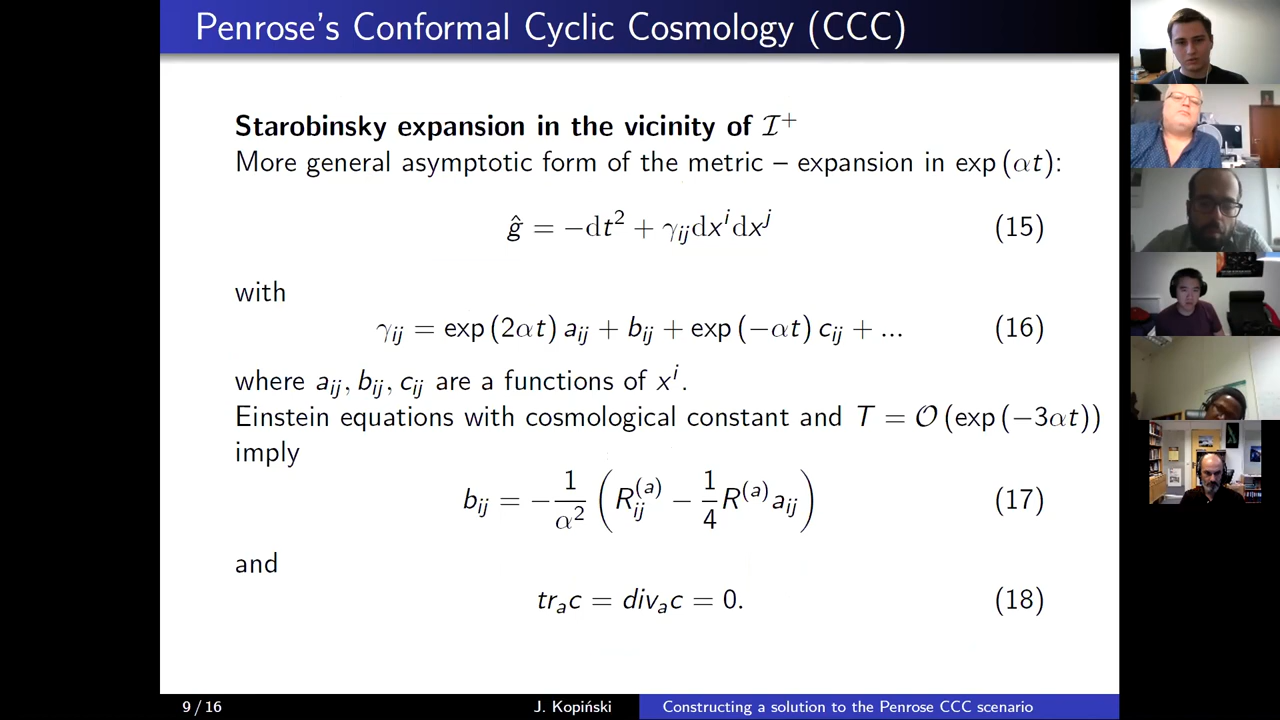 Penrose's Conformal Cyclic Cosmology (CCC)
Starobinsky expansion in the vicinity of ℐ⁺
More general asymptotic form of the metric – expansion in exp (αt):
ĝ = −dt² + γᵢⱼdxⁱdxʲ (15)
with
γᵢⱼ = exp (2αt) aᵢⱼ + bᵢⱼ + exp (−αt) cᵢⱼ + ... (16)
where aᵢⱼ, bᵢⱼ, cᵢⱼ are a functions of xⁱ.
Einstein equations with cosmological constant and T = 𝒪 (exp (−3αt))
imply
bᵢⱼ = −1/α² (Rᵢⱼ⁽ᵃ⁾ − 1/4 R⁽ᵃ⁾aᵢⱼ) (17)
and
trₐc = divₐc = 0. (18)
9 / 16 J. Kopiński Constructing a solution to the Penrose CCC scenario